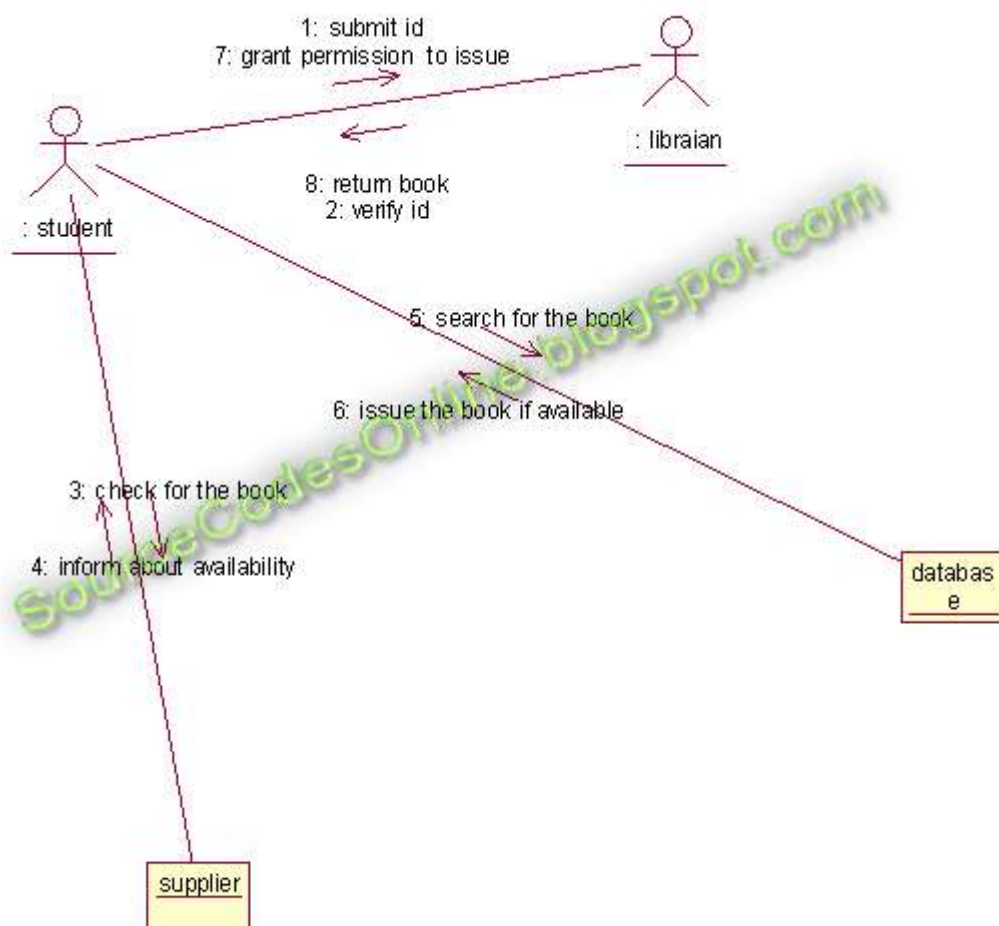 1: submit id
7: grant permission to issue
: libraian
: student
8: return book
2: verify id
5: search for the book
6: issue the book if available
3: check for the book
4: inform about availability
SourceCodesOnline.blogspot.com
databas
e
supplier